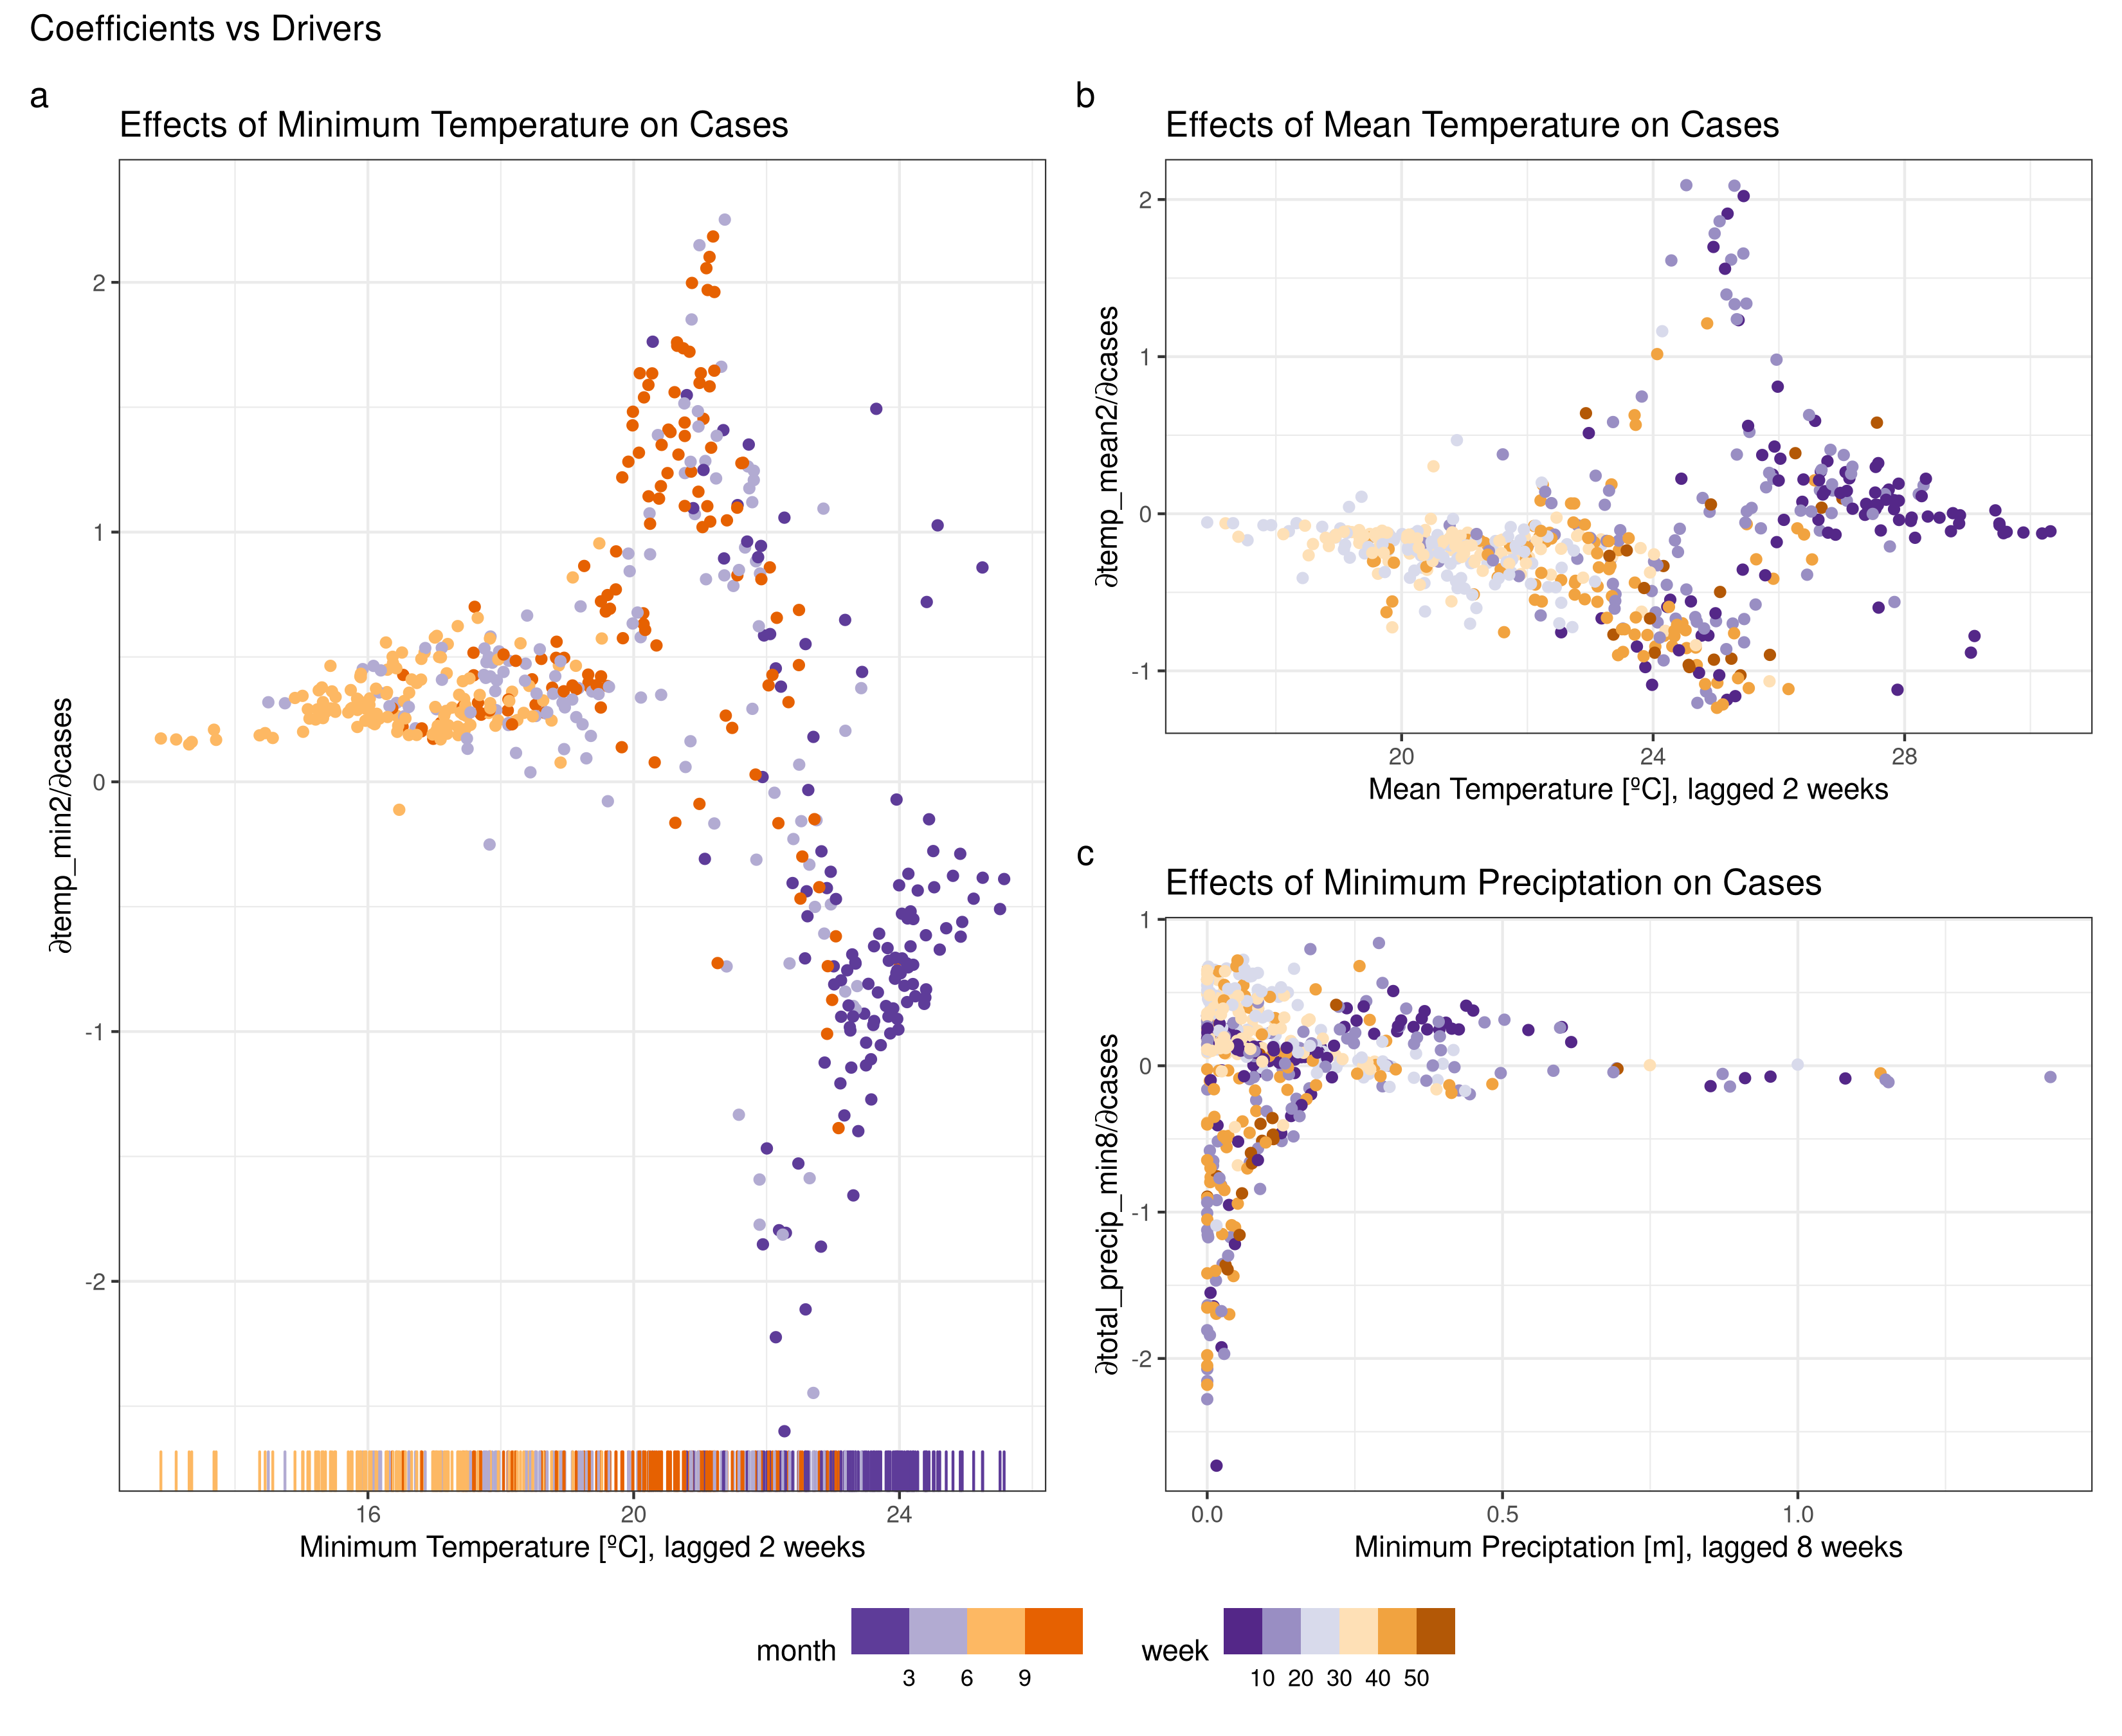 Coefficients vs Drivers
a
Effects of Minimum Temperature on Cases
∂temp_min2/∂cases
2
1
0
-1
-2
16 20 24
Minimum Temperature [ºC], lagged 2 weeks
b
Effects of Mean Temperature on Cases
∂temp_mean2/∂cases
2
1
0
-1
20 24 28
Mean Temperature [ºC], lagged 2 weeks
c
Effects of Minimum Preciptation on Cases
∂total_precip_min8/∂cases
1
0
-1
-2
0.0 0.5 1.0
Minimum Preciptation [m], lagged 8 weeks
month
3 6 9
week
10 20 30 40 50